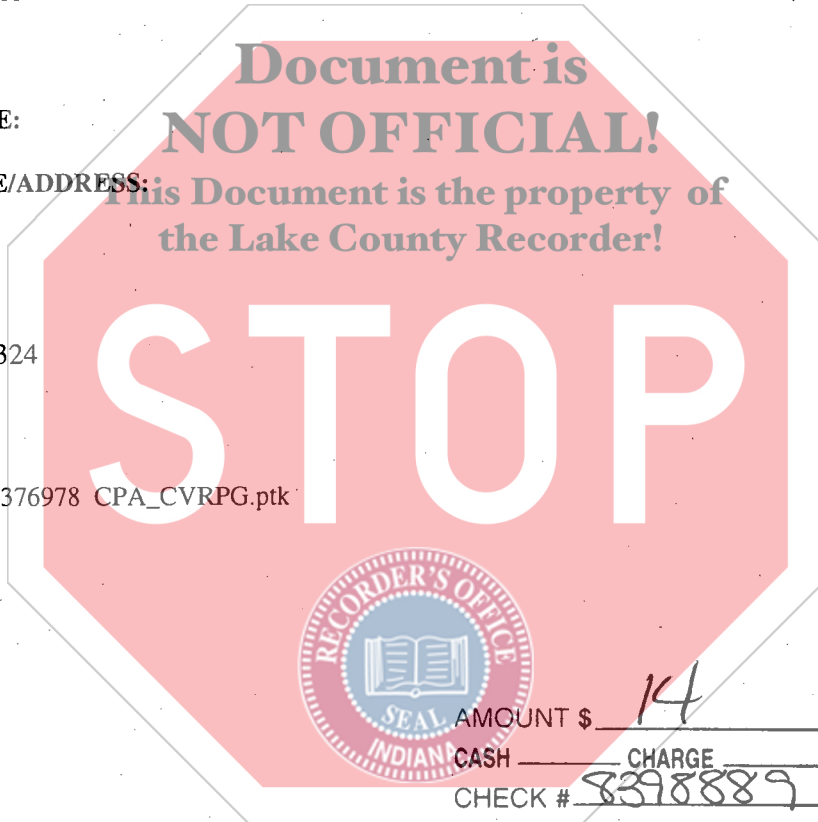 Document is
E:
NOT OFFICIAL!
E/ADDRESS:
This Document is the property of
the Lake County Recorder!
STOP
324
376978 CPA_CVRPG.ptk
RECORDER'S OFFICE
SEAL
INDIANA
AMOUNT $ 14
CASH CHARGE
CHECK # 8398889